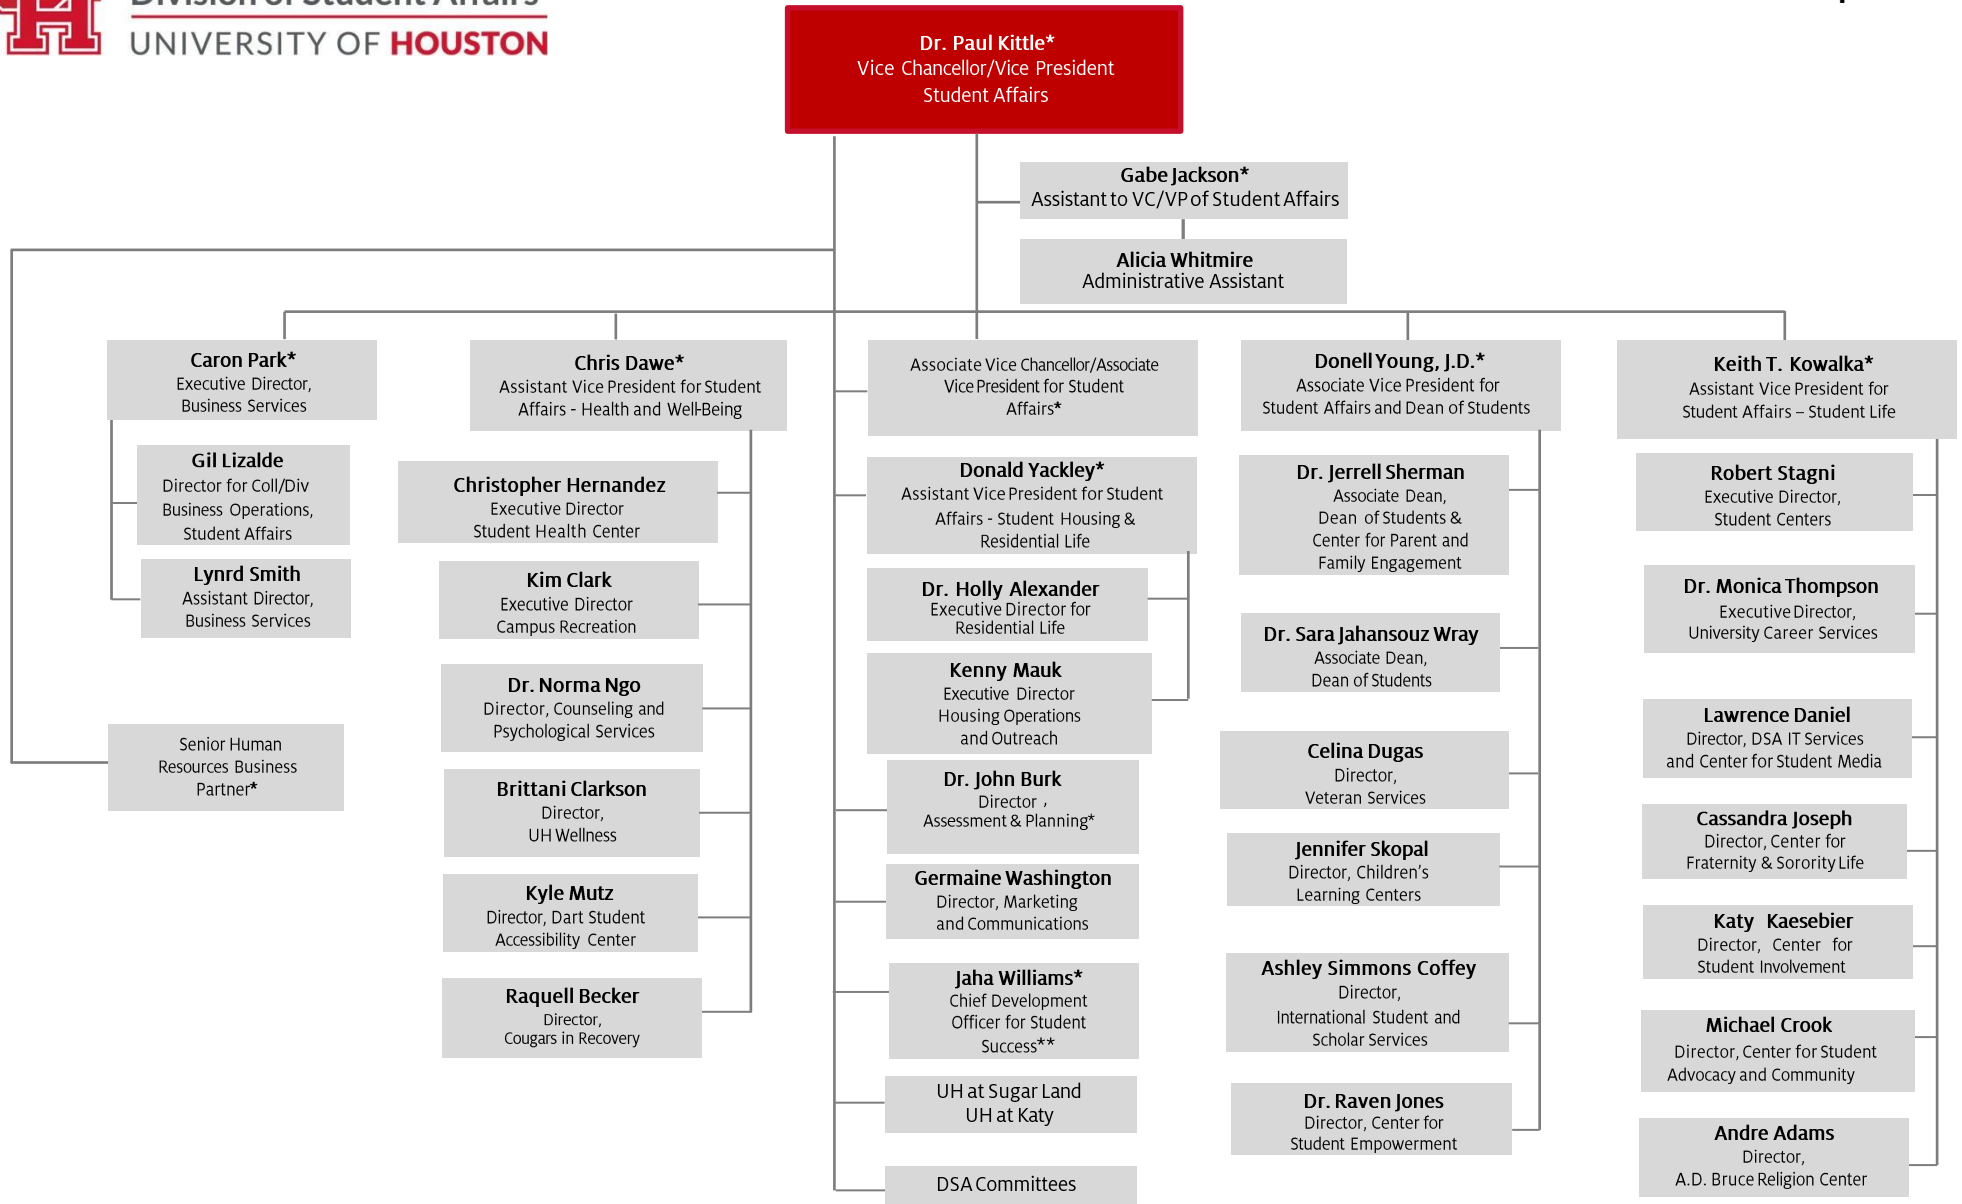 Division of Student Affairs
UNIVERSITY OF HOUSTON
Dr. Paul Kittle*
Vice Chancellor/Vice President
Student Affairs
Gabe Jackson*
Assistant to VC/VP of Student Affairs
Alicia Whitmire
Administrative Assistant
Caron Park*
Executive Director,
Business Services
Gil Lizalde
Director for Coll/Div
Business Operations,
Student Affairs
Lynrd Smith
Assistant Director,
Business Services
Senior Human
Resources Business
Partner*
Chris Dawe*
Assistant Vice President for Student
Affairs - Health and Well-Being
Christopher Hernandez
Executive Director
Student Health Center
Kim Clark
Executive Director
Campus Recreation
Dr. Norma Ngo
Director, Counseling and
Psychological Services
Brittani Clarkson
Director,
UH Wellness
Kyle Mutz
Director, Dart Student
Accessibility Center
Raquell Becker
Director,
Cougars in Recovery
Associate Vice Chancellor/Associate
Vice President for Student
Affairs*
Donald Yackley*
Assistant Vice President for Student
Affairs - Student Housing &
Residential Life
Dr. Holly Alexander
Executive Director for
Residential Life
Kenny Mauk
Executive Director
Housing Operations
and Outreach
Dr. John Burk
Director ,
Assessment & Planning*
Germaine Washington
Director, Marketing
and Communications
Jaha Williams*
Chief Development
Officer for Student
Success**
UH at Sugar Land
UH at Katy
DSA Committees
Donell Young, J.D.*
Associate Vice President for
Student Affairs and Dean of Students
Dr. Jerrell Sherman
Associate Dean,
Dean of Students &
Center for Parent and
Family Engagement
Dr. Sara Jahansouz Wray
Associate Dean,
Dean of Students
Celina Dugas
Director,
Veteran Services
Jennifer Skopal
Director, Children's
Learning Centers
Ashley Simmons Coffey
Director,
International Student and
Scholar Services
Dr. Raven Jones
Director, Center for
Student Empowerment
Keith T. Kowalka*
Assistant Vice President for
Student Affairs – Student Life
Robert Stagni
Executive Director,
Student Centers
Dr. Monica Thompson
Executive Director,
University Career Services
Lawrence Daniel
Director, DSA IT Services
and Center for Student Media
Cassandra Joseph
Director, Center for
Fraternity & Sorority Life
Katy Kaesebier
Director, Center for
Student Involvement
Michael Crook
Director, Center for Student
Advocacy and Community
Andre Adams
Director,
A.D. Bruce Religion Center